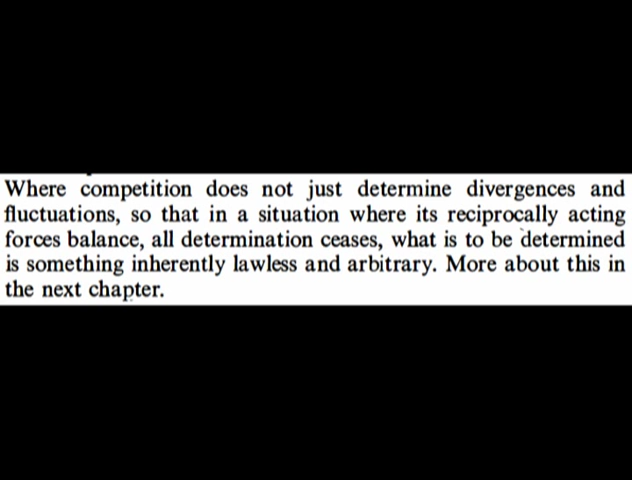 Where competition does not just determine divergences and
fluctuations, so that in a situation where its reciprocally acting
forces balance, all determination ceases, what is to be determined
is something inherently lawless and arbitrary. More about this in
the next chapter.